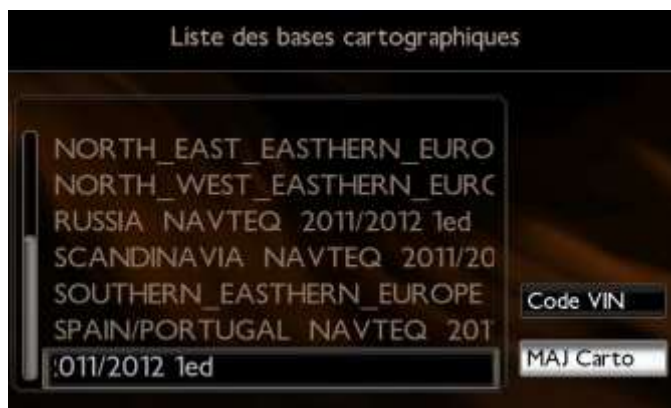 Liste des bases cartographiques
NORTH_EAST_EASTHERN_EURO
NORTH_WEST_EASTHERN_EURC
RUSSIA NAVTEQ 2011/2012 1ed
SCANDINAVIA NAVTEQ 2011/20
SOUTHERN_EASTHERN_EUROPE
SPAIN/PORTUGAL NAVTEQ 201
:011/2012 1ed
Code VIN
MAJ Carto